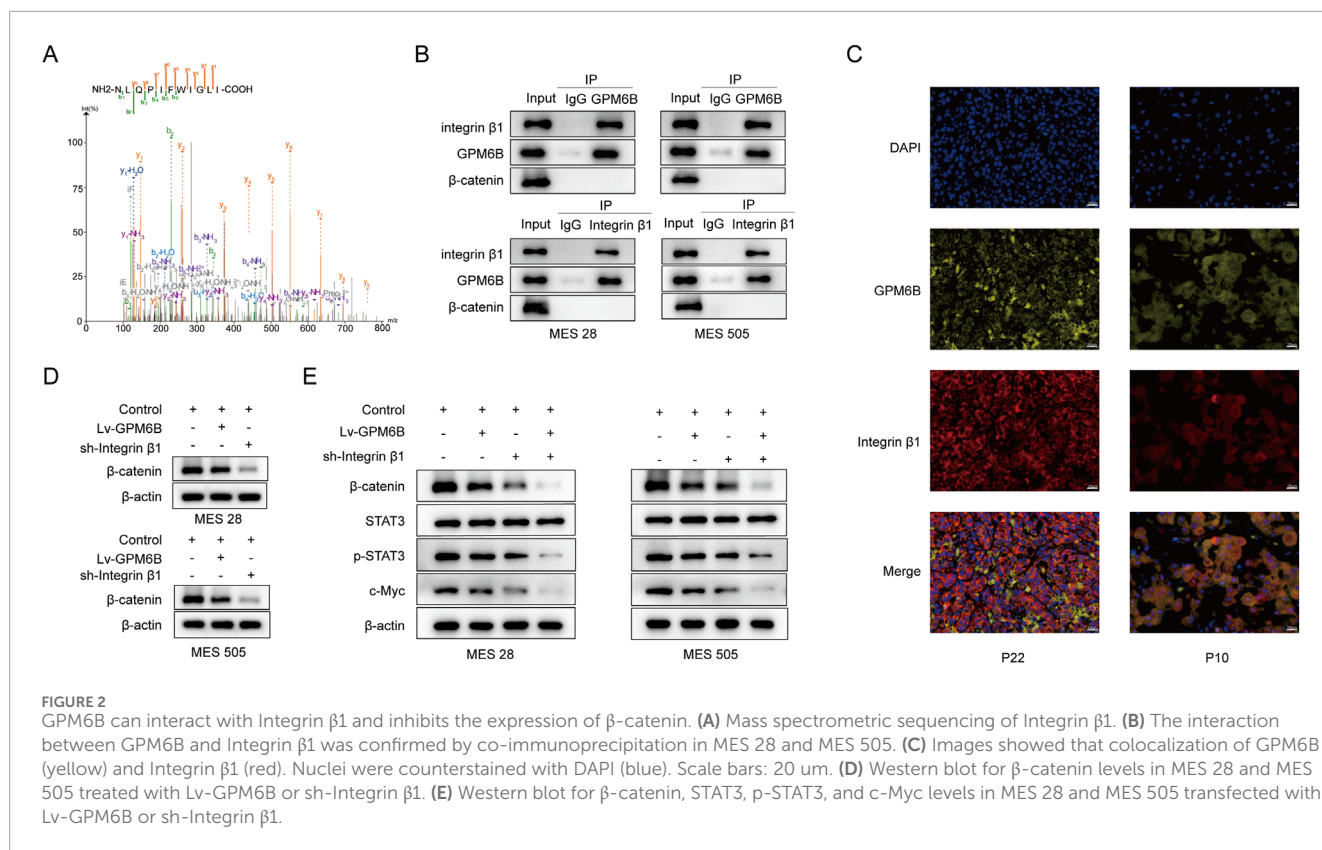 A
NH2-N L Q P I F W I G L I -COOH
Int(%)
100
75
50
25
0
0 100 200 300 400 500 600 700 800
m/z
B
IP
Input IgG GPM6B
integrin β1
GPM6B
β-catenin
IP
Input IgG GPM6B
IP
Input IgG Integrin β1
integrin β1
GPM6B
β-catenin
MES 28
IP
Input IgG Integrin β1
MES 505
C
DAPI
GPM6B
Integrin β1
Merge
P22 P10
D
Control + + +
Lv-GPM6B - + -
sh-Integrin β1 - - +
β-catenin
β-actin
MES 28
Control + + +
Lv-GPM6B - + -
sh-Integrin β1 - - +
β-catenin
β-actin
MES 505
E
Control + + + +
Lv-GPM6B - + - +
sh-Integrin β1 - - + +
β-catenin
STAT3
p-STAT3
c-Myc
β-actin
MES 28
+ + + +
- + - +
- - + +
MES 505
FIGURE 2
GPM6B can interact with Integrin β1 and inhibits the expression of β-catenin. (A) Mass spectrometric sequencing of Integrin β1. (B) The interaction
between GPM6B and Integrin β1 was confirmed by co-immunoprecipitation in MES 28 and MES 505. (C) Images showed that colocalization of GPM6B
(yellow) and Integrin β1 (red). Nuclei were counterstained with DAPI (blue). Scale bars: 20 um. (D) Western blot for β-catenin levels in MES 28 and MES
505 treated with Lv-GPM6B or sh-Integrin β1. (E) Western blot for β-catenin, STAT3, p-STAT3, and c-Myc levels in MES 28 and MES 505 transfected with
Lv-GPM6B or sh-Integrin β1.